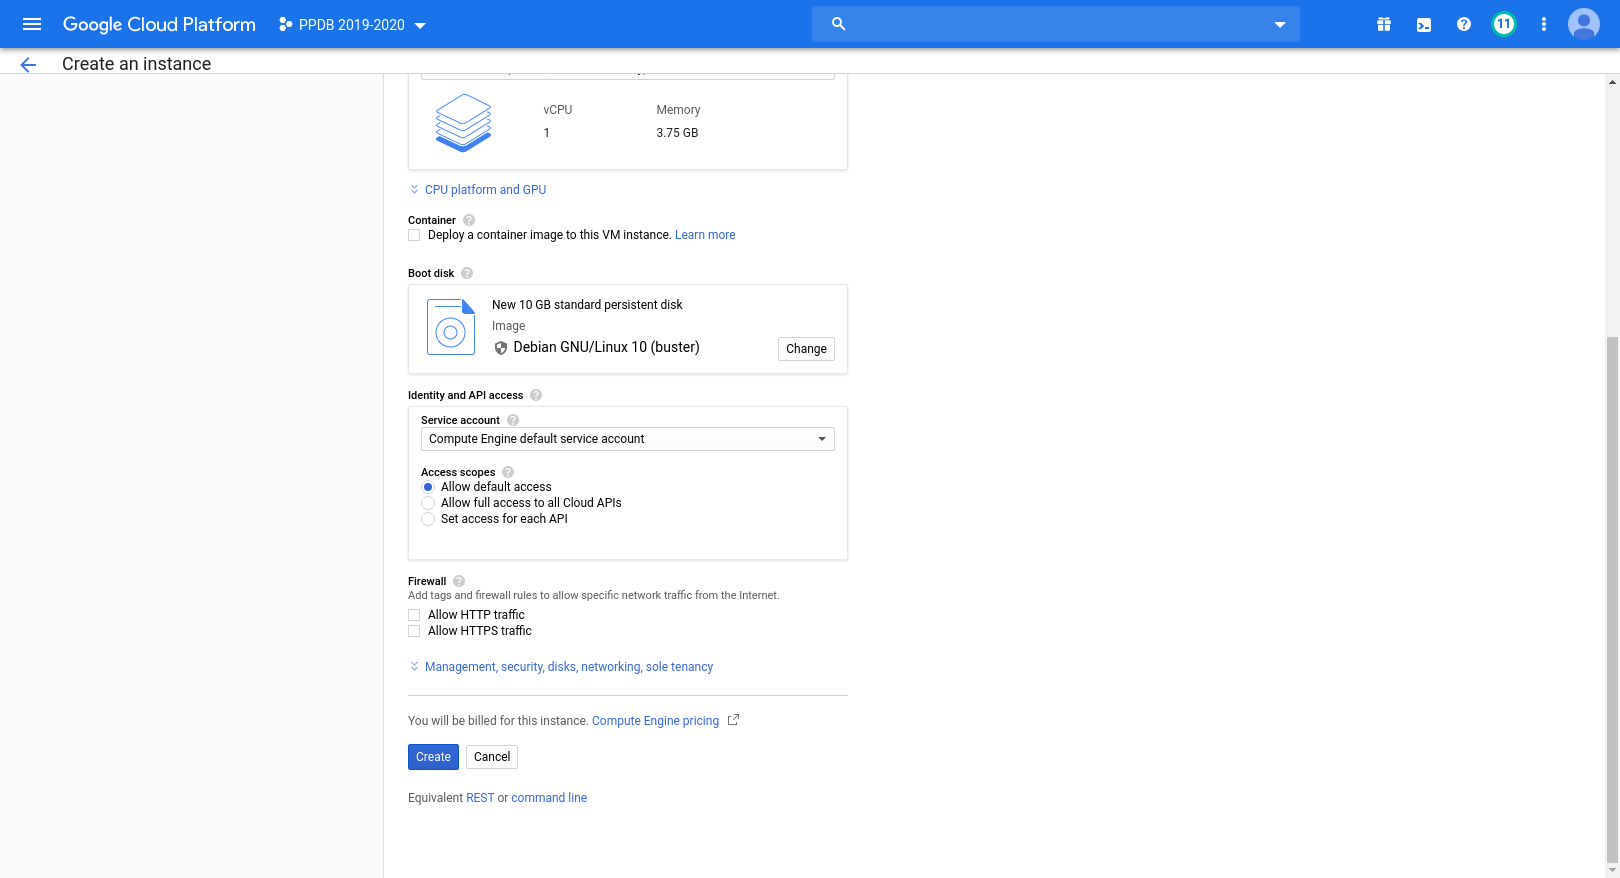 Google Cloud Platform
PPDB 2019-2020
11
Create an instance
vCPU
Memory
1
3.75 GB
CPU platform and GPU
Container
Deploy a container image to this VM instance. Learn more
Boot disk
New 10 GB standard persistent disk
Image
Debian GNU/Linux 10 (buster)
Change
Identity and API access
Service account
Compute Engine default service account
Access scopes
Allow default access
Allow full access to all Cloud APIs
Set access for each API
Firewall
Add tags and firewall rules to allow specific network traffic from the Internet.
Allow HTTP traffic
Allow HTTPS traffic
Management, security, disks, networking, sole tenancy
You will be billed for this instance. Compute Engine pricing
Create
Cancel
Equivalent REST or command line